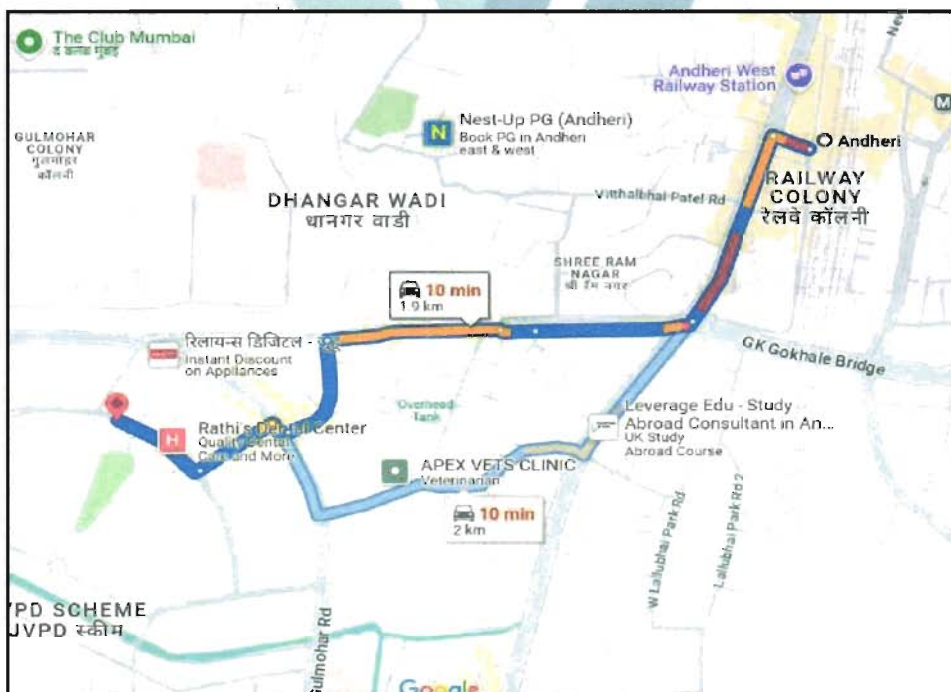 The Club Mumbai
द क्लब मुंबई
New
Andheri West
Railway Station
M
Nest-Up PG (Andheri)
Book PG in Andheri
east & west
N
Andheri
GULMOHAR
COLONY
गुलमोहर
कॉलनी
DHANGAR WADI
धानगर वाडी
Vitthalbhai Patel Rd
RAILWAY
COLONY
रेलवे कॉलनी
SHREE RAM
NAGAR
श्री रॅम नगर
10 min
1.9 km
रिलायन्स डिजिटल -
Instant Discount
on Appliances
GK Gokhale Bridge
Overhead
Tank
Leverage Edu - Study
Abroad Consultant in An...
UK Study
Abroad Course
H
Rathi's Dental Center
Quality Dental
Care and More
APEX VETS CLINIC
Veterinarian
10 min
2 km
W Lallubhai Park Rd
Lallubhai Park Rd 2
VPD SCHEME
JVPD स्कीम
Gulmohar Rd
Google